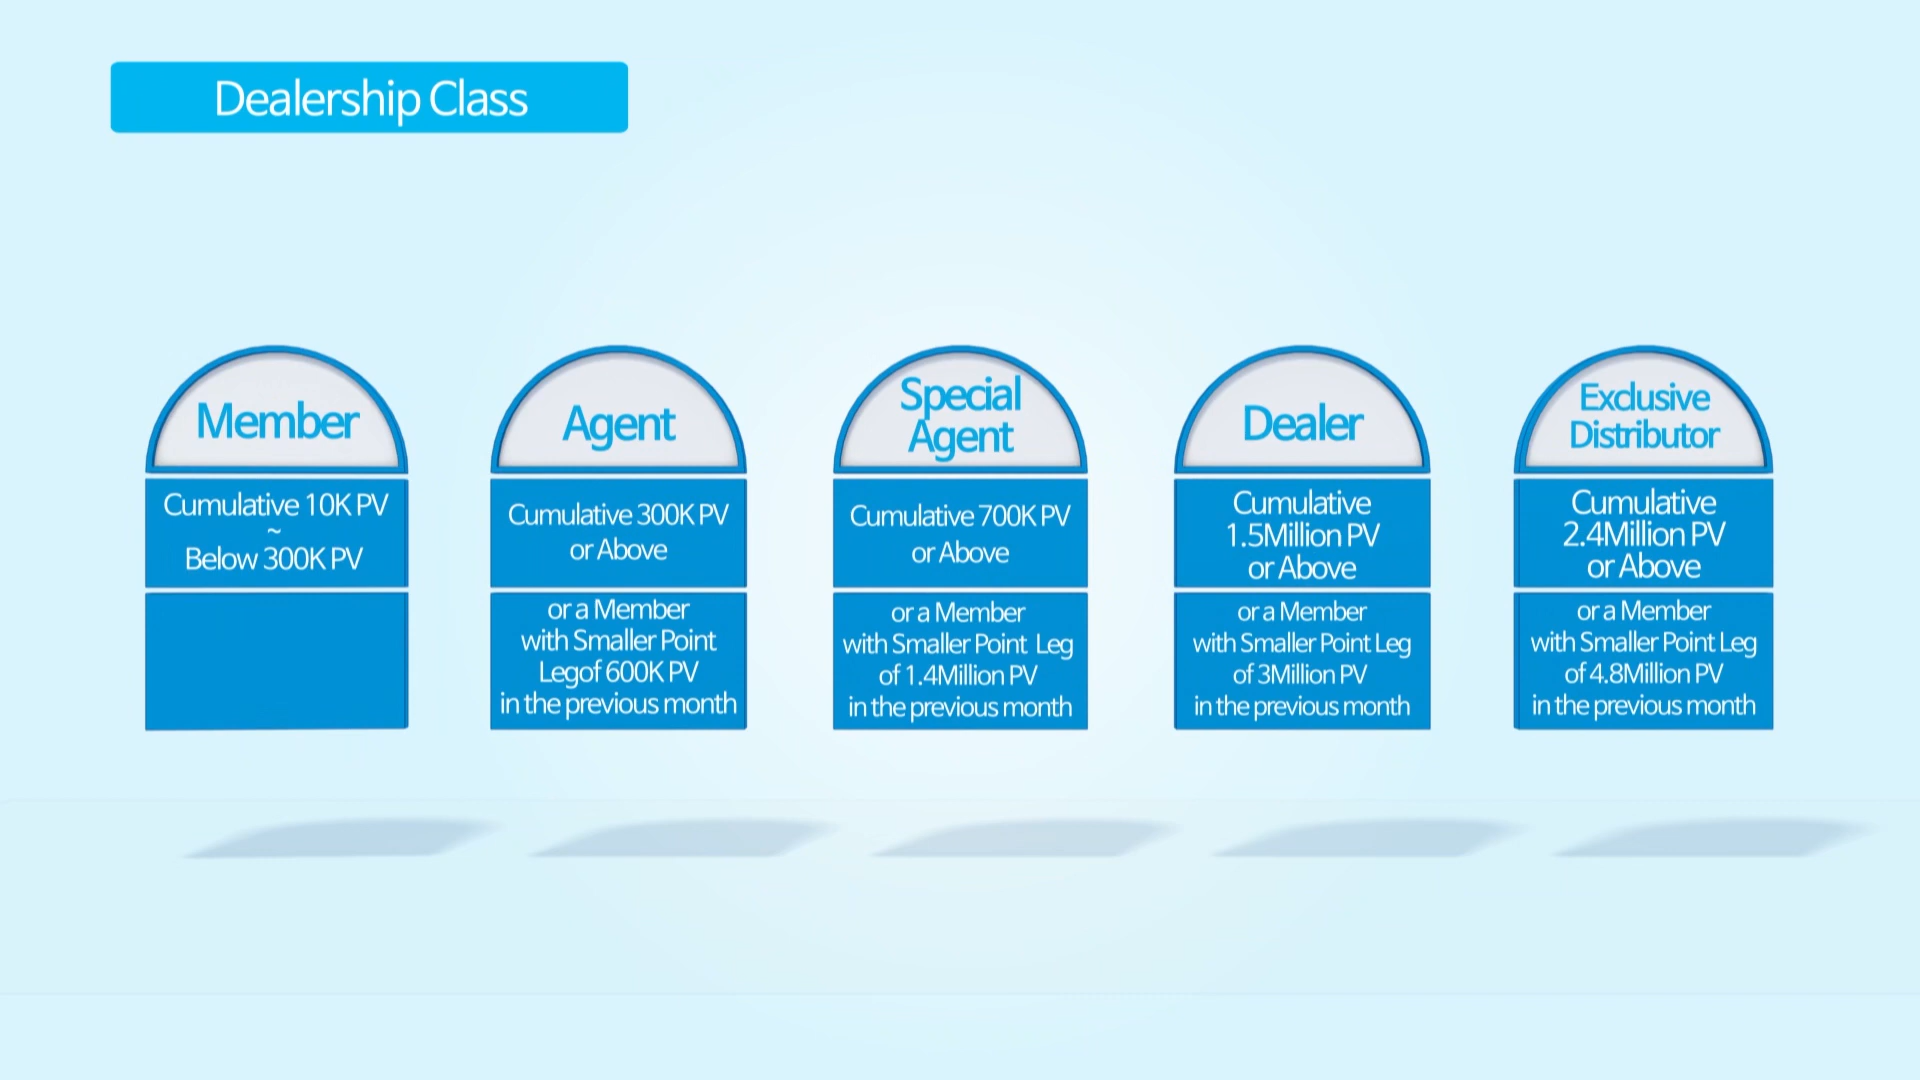 Dealership Class
Member
Cumulative 10K PV
~
Below 300K PV
Agent
Cumulative 300K PV
or Above
or a Member
with Smaller Point
Legof 600K PV
in the previous month
Special
Agent
Cumulative 700K PV
or Above
or a Member
with Smaller Point Leg
of 1.4Million PV
in the previous month
Dealer
Cumulative
1.5Million PV
or Above
or a Member
with Smaller Point Leg
of 3Million PV
in the previous month
Exclusive
Distributor
Cumulative
2.4Million PV
or Above
or a Member
with Smaller Point Leg
of 4.8Million PV
in the previous month